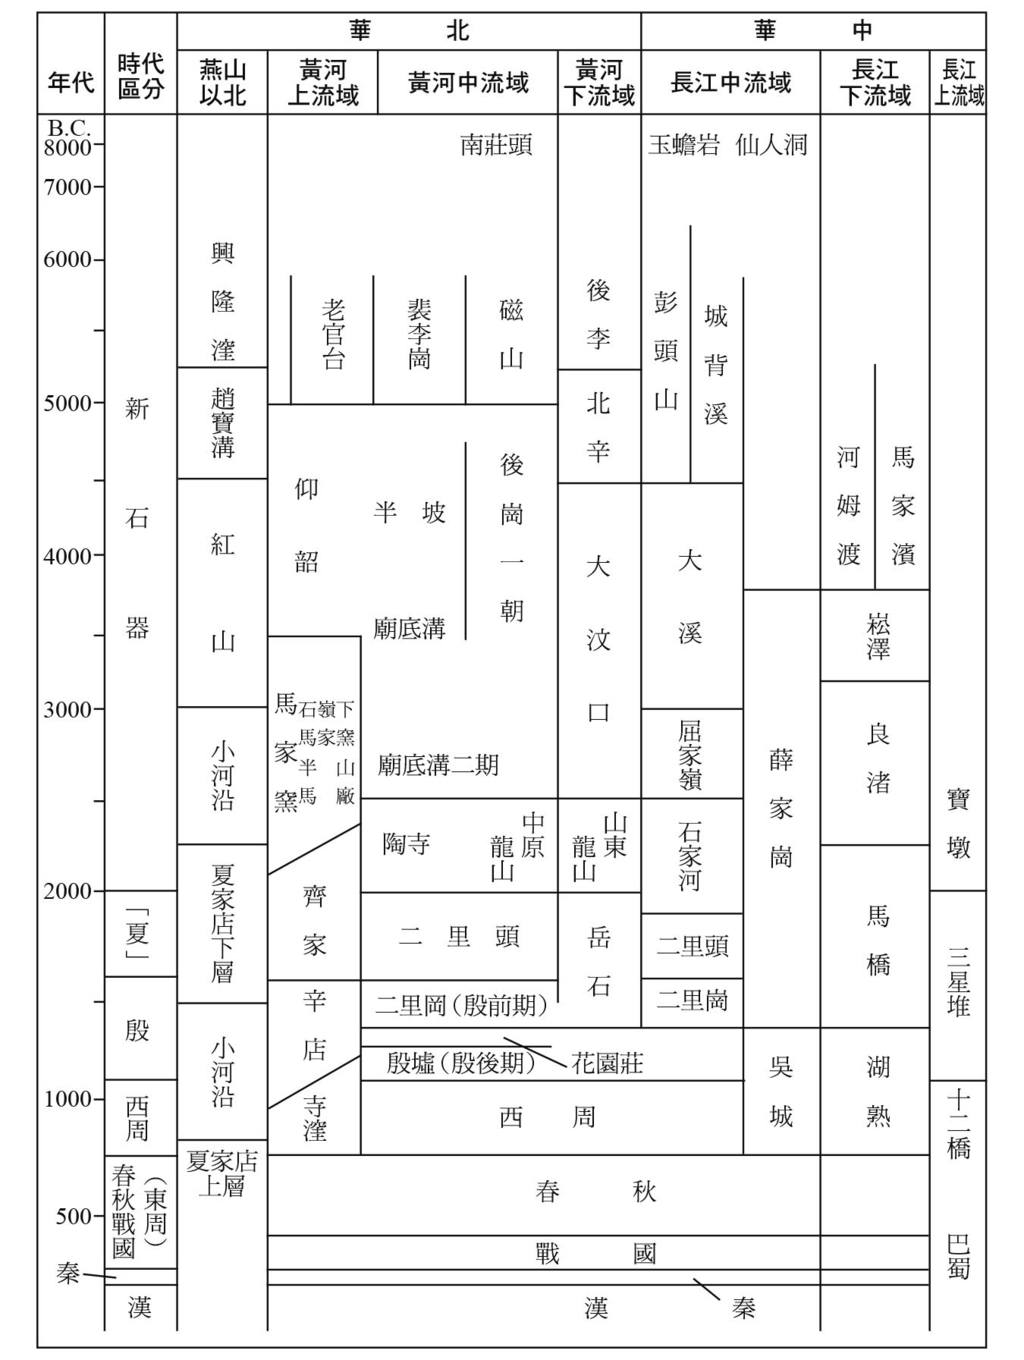 華北
華中
年代
時代
區分
燕山
以北
黃河
上流域
黃河中流域
黃河
下流域
長江中流域
長江
下流域
長江
上流域
B.C.
8000
7000
6000
5000
4000
3000
2000
1000
500
新石器
「夏」
殷
西周
春秋戰國
（東周）
秦
漢
興隆窪
趙寶溝
紅山
小河沿
夏家店下層
小河沿
夏家店
上層
南莊頭
老官台
裴李崗
磁山
仰韶
半坡
廟底溝
後崗一朝
馬家窯
石嶺下
馬家窯
半山
馬廠
廟底溝二期
陶寺
中原
龍山
齊家
二里頭
辛店
寺窪
二里岡（殷前期）
殷墟（殷後期）
花園莊
西周
後李
北辛
大汶口
山東
龍山
岳石
玉蟾岩 仙人洞
彭頭山
城背溪
大溪
屈家嶺
石家河
二里頭
二里崗
薛家崗
吳城
河姆渡
馬家濱
崧澤
良渚
馬橋
湖熟
寶墩
三星堆
十二橋
巴蜀
春秋
戰國
秦
漢